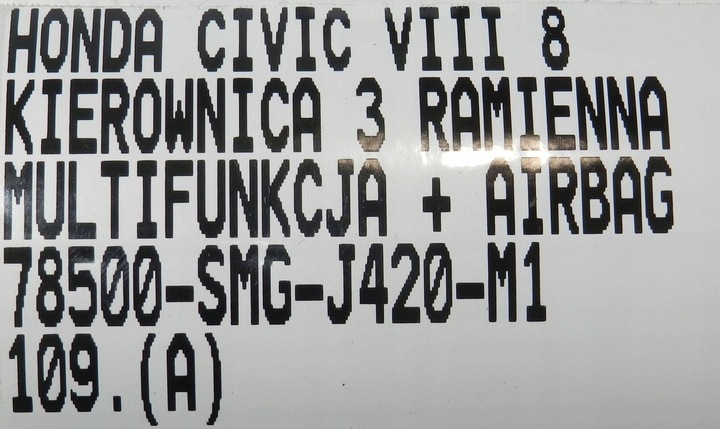 HONDA CIVIC VIII 8
KIEROWNICA 3 RAMIENNA
MULTIFUNKCJA + AIRBAG
78500-SMG-J420-M1
109.(A)